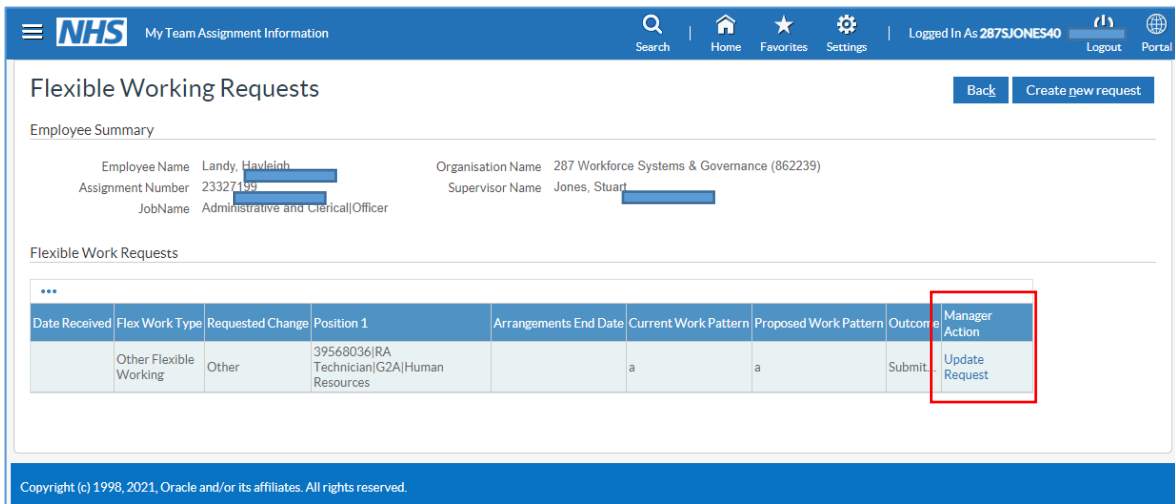 NHS My Team Assignment Information Search Home Favorites Settings Logged In As 287SJONES40 Logout Portal
Flexible Working Requests Back Create new request
Employee Summary
Employee Name Landy, Hayleigh Organisation Name 287 Workforce Systems & Governance (862239)
Assignment Number 23327199 Supervisor Name Jones, Stuart
JobName Administrative and Clerical|Officer
Flexible Work Requests
•••
Date Received Flex Work Type Requested Change Position 1 Arrangements End Date Current Work Pattern Proposed Work Pattern Outcome Manager Action
Other Flexible Working Other 39568036|RA Technician|G2A|Human Resources a a Submit... Update Request
Copyright (c) 1998, 2021, Oracle and/or its affiliates. All rights reserved.